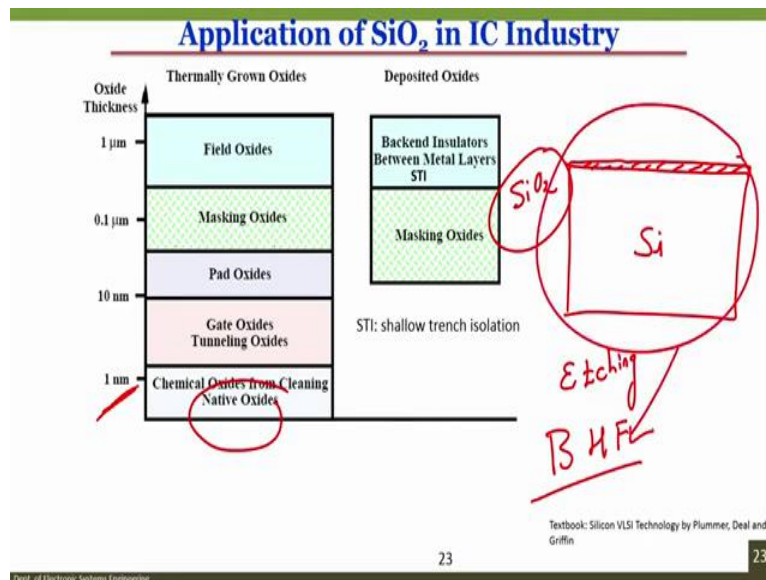 Application of SiO₂ in IC Industry
Thermally Grown Oxides
Deposited Oxides
Oxide
Thickness
1 μm
Field Oxides
0.1 μm
Masking Oxides
Pad Oxides
10 nm
Gate Oxides
Tunneling Oxides
1 nm
Chemical Oxides from Cleaning
Native Oxides
Backend Insulators
Between Metal Layers
STI
Masking Oxides
STI: shallow trench isolation
SiO2
Si
Etching
BHF
Textbook: Silicon VLSI Technology by Plummer, Deal and
Griffin
23
23
Dept. of Electronic Systems Engineering